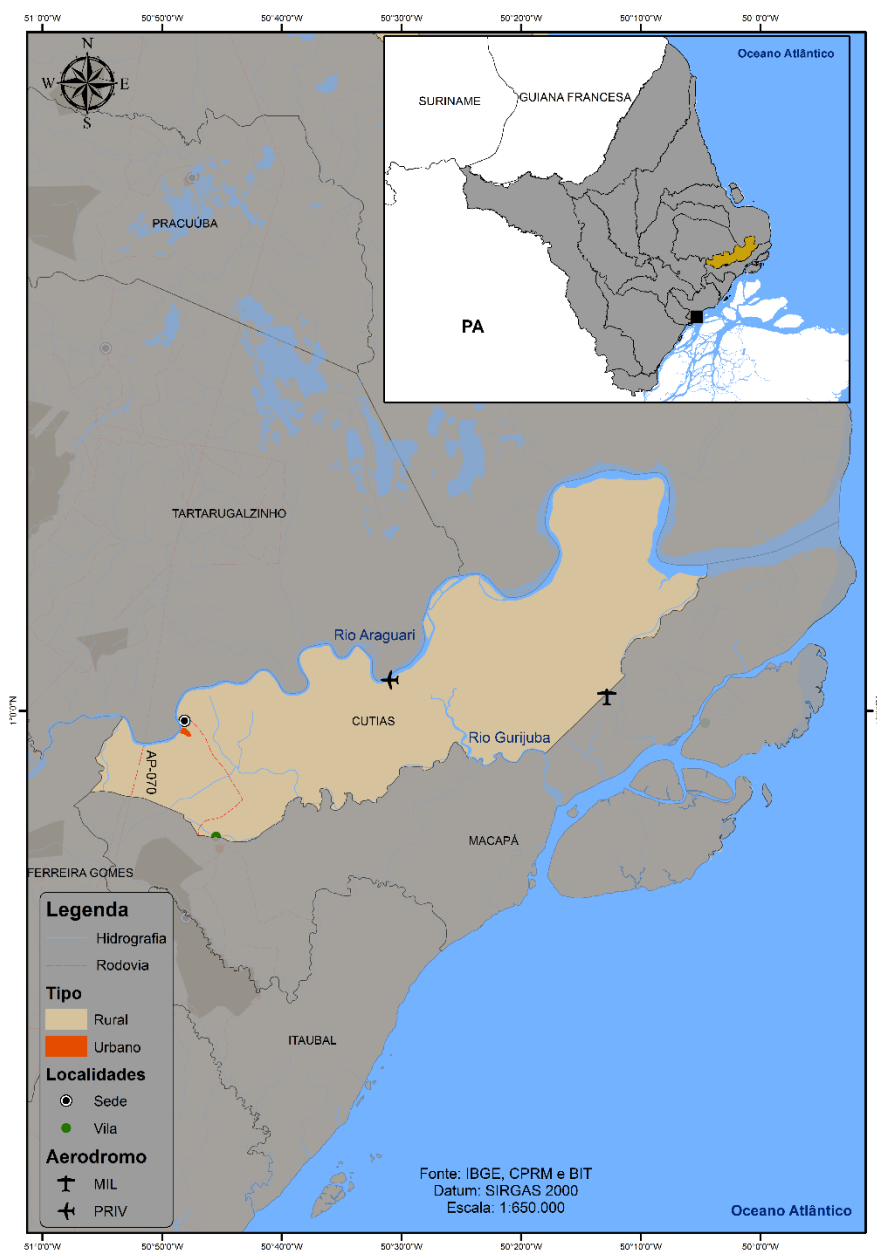 51°0'0"W 50°50'0"W 50°40'0"W 50°30'0"W 50°20'0"W 50°10'0"W 50°0'0"W
N
W E
S
Oceano Atlântico
SURINAME
GUIANA FRANCESA
PA
PRACUÚBA
TARTARUGALZINHO
Rio Araguari
CUTIAS
Rio Gurijuba
AP-070
MACAPÁ
FERREIRA GOMES
ITAUBAL
Legenda
Hidrografia
Rodovia
Tipo
Rural
Urbano
Localidades
Sede
Vila
Aerodromo
MIL
PRIV
Fonte: IBGE, CPRM e BIT
Datum: SIRGAS 2000
Escala: 1:650.000
Oceano Atlântico
51°0'0"W 50°50'0"W 50°40'0"W 50°30'0"W 50°20'0"W 50°10'0"W 50°0'0"W